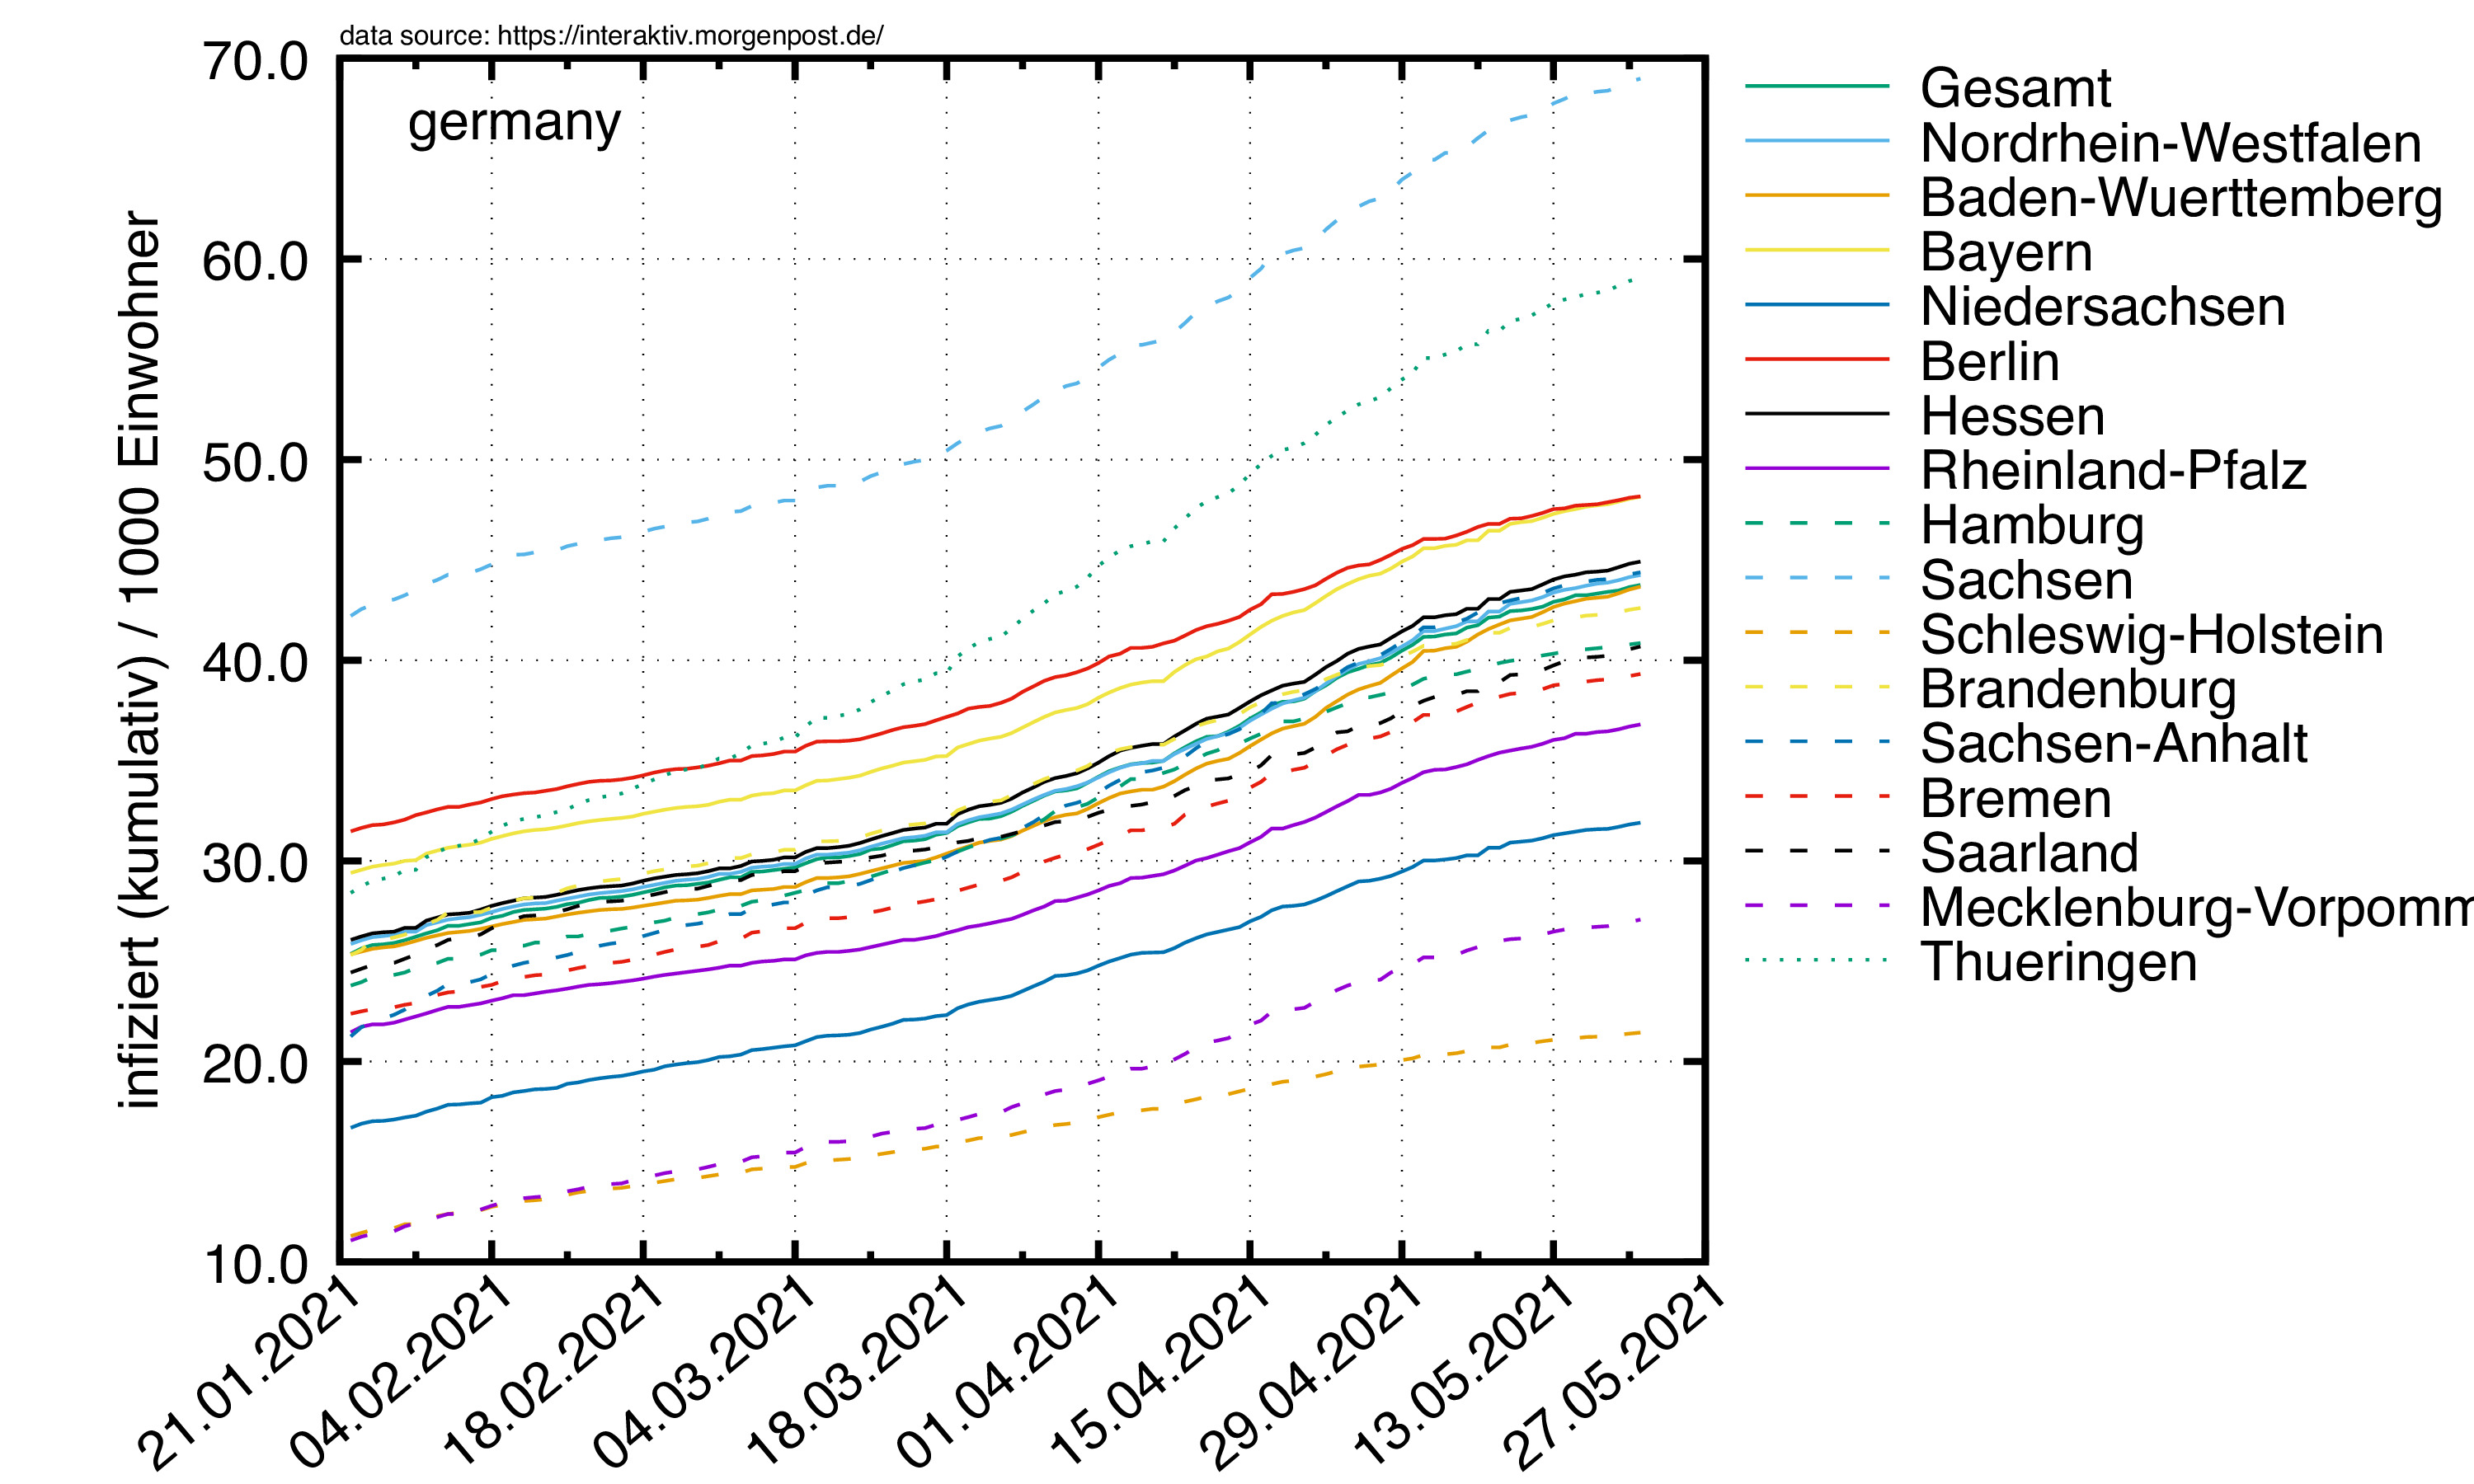 data source: https://interaktiv.morgenpost.de/
germany
infiziert (kumulativ) / 1000 Einwohner
70.0
60.0
50.0
40.0
30.0
20.0
10.0
21.01.2021
04.02.2021
18.02.2021
04.03.2021
18.03.2021
01.04.2021
15.04.2021
29.04.2021
13.05.2021
27.05.2021
Gesamt
Nordrhein-Westfalen
Baden-Wuerttemberg
Bayern
Niedersachsen
Berlin
Hessen
Rheinland-Pfalz
Hamburg
Sachsen
Schleswig-Holstein
Brandenburg
Sachsen-Anhalt
Bremen
Saarland
Mecklenburg-Vorpomm
Thueringen